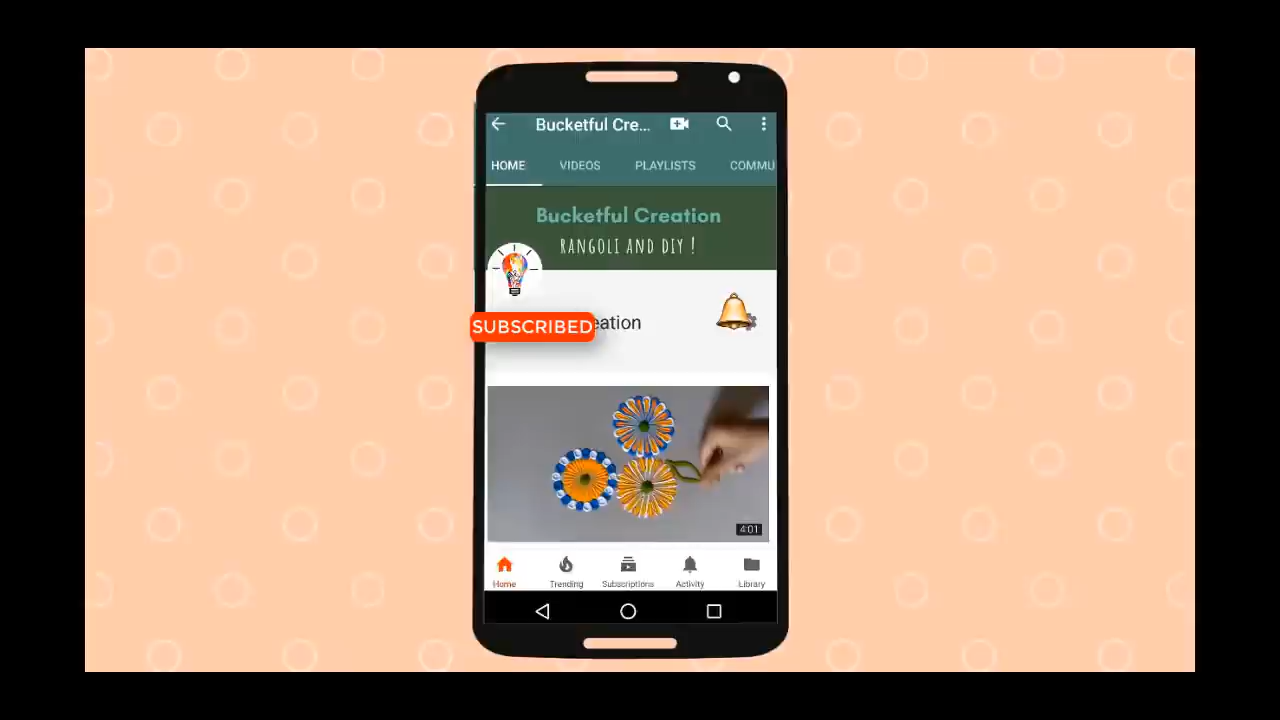 Bucketful Cre...
HOME VIDEOS PLAYLISTS COMMU
Bucketful Creation
RANGOLI AND DIY !
SUBSCRIBED eation
4:01
Home Trending Subscriptions Activity Library